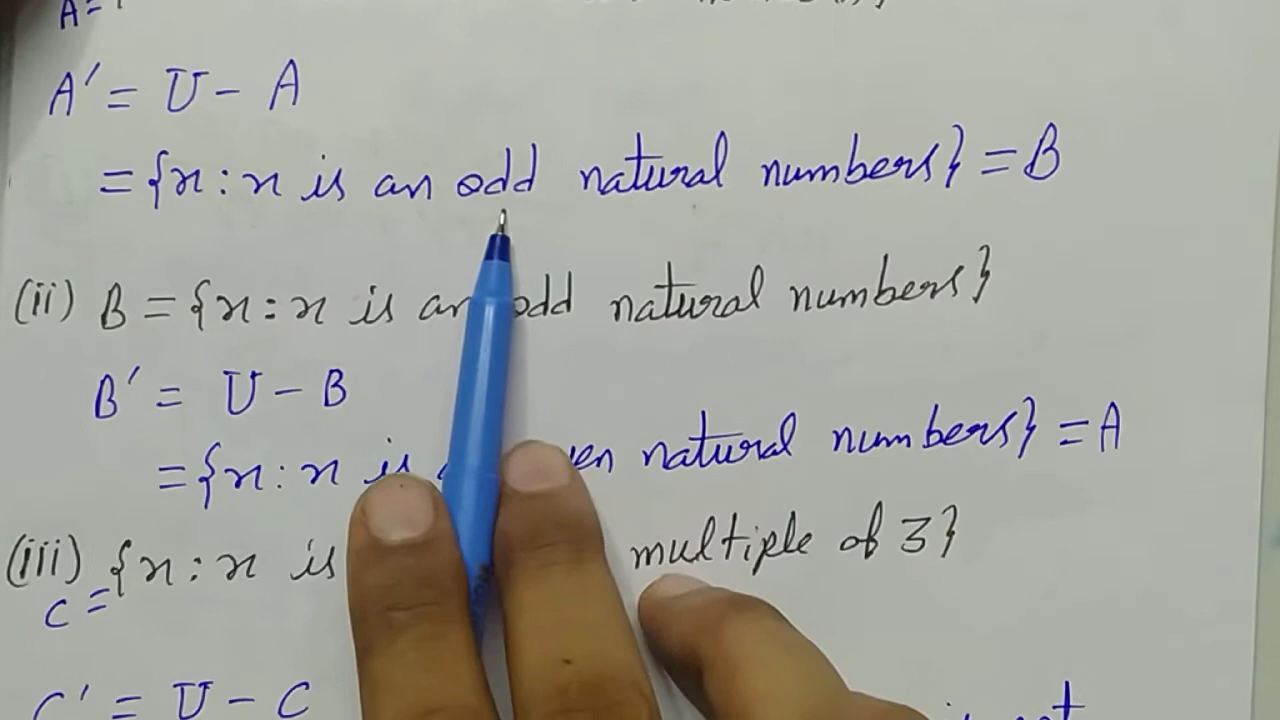 A =
A' = U - A
= {x : x is an odd natural numbers} = B
(ii) B = {x : x is an odd natural numbers}
B' = U - B
= {x : x is natural numbers} = A
(iii) {x : x is multiple of 3}
C =
C' = U - C